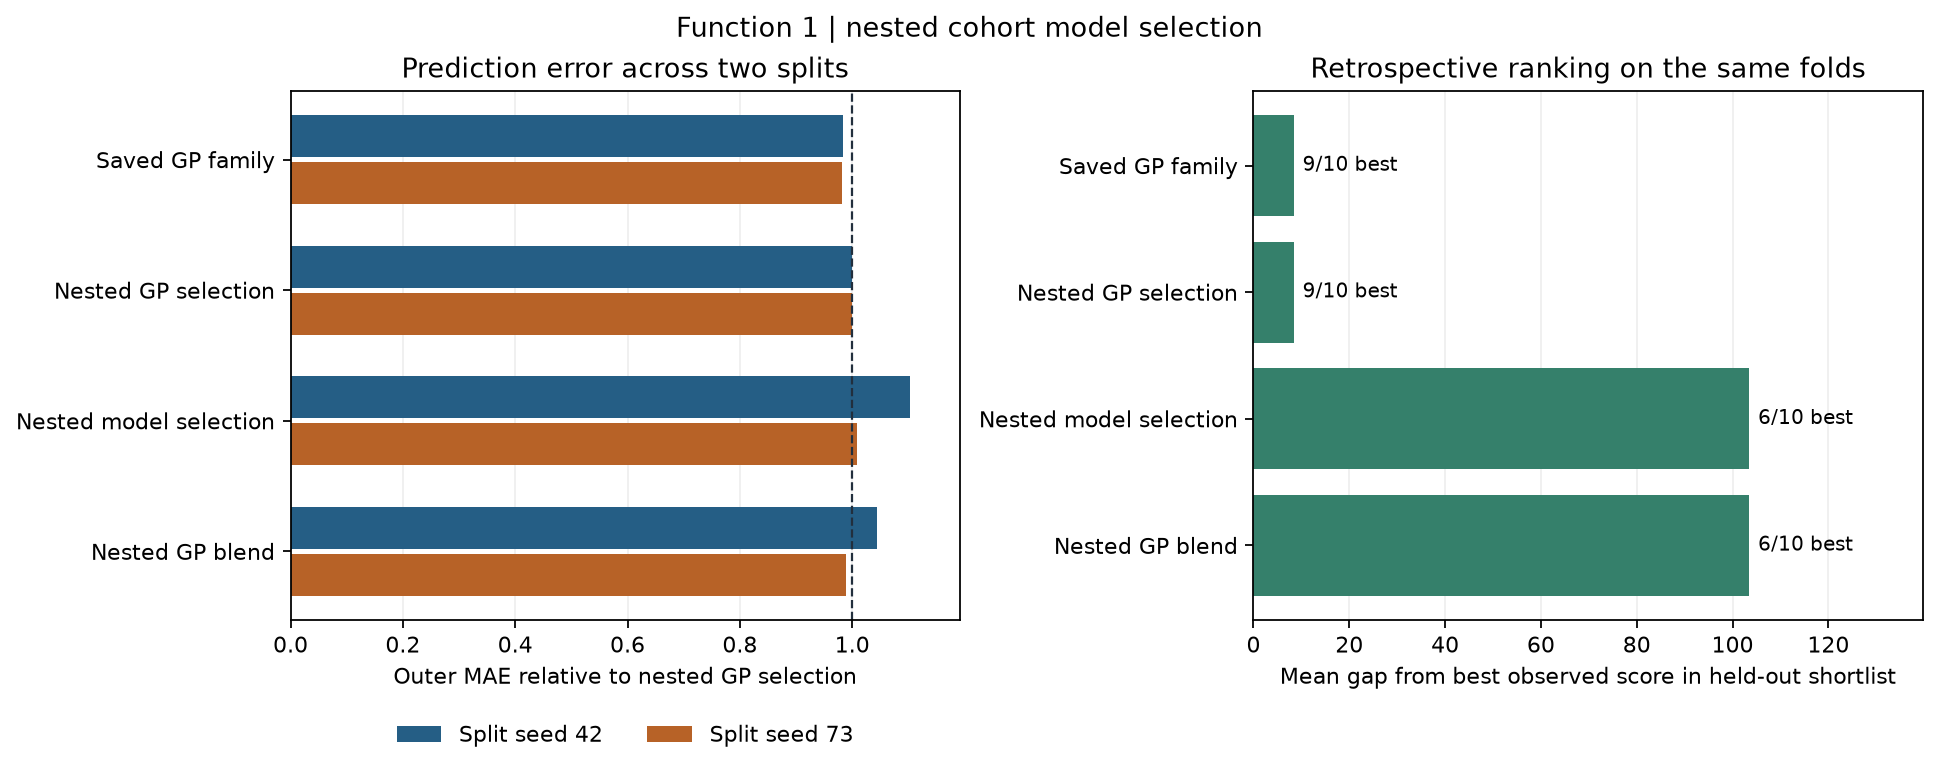 Function 1 | nested cohort model selection
Prediction error across two splits
Saved GP family
Nested GP selection
Nested model selection
Nested GP blend
0.0 0.2 0.4 0.6 0.8 1.0
Outer MAE relative to nested GP selection
Split seed 42 Split seed 73
Retrospective ranking on the same folds
Saved GP family 9/10 best
Nested GP selection 9/10 best
Nested model selection 6/10 best
Nested GP blend 6/10 best
0 20 40 60 80 100 120
Mean gap from best observed score in held-out shortlist